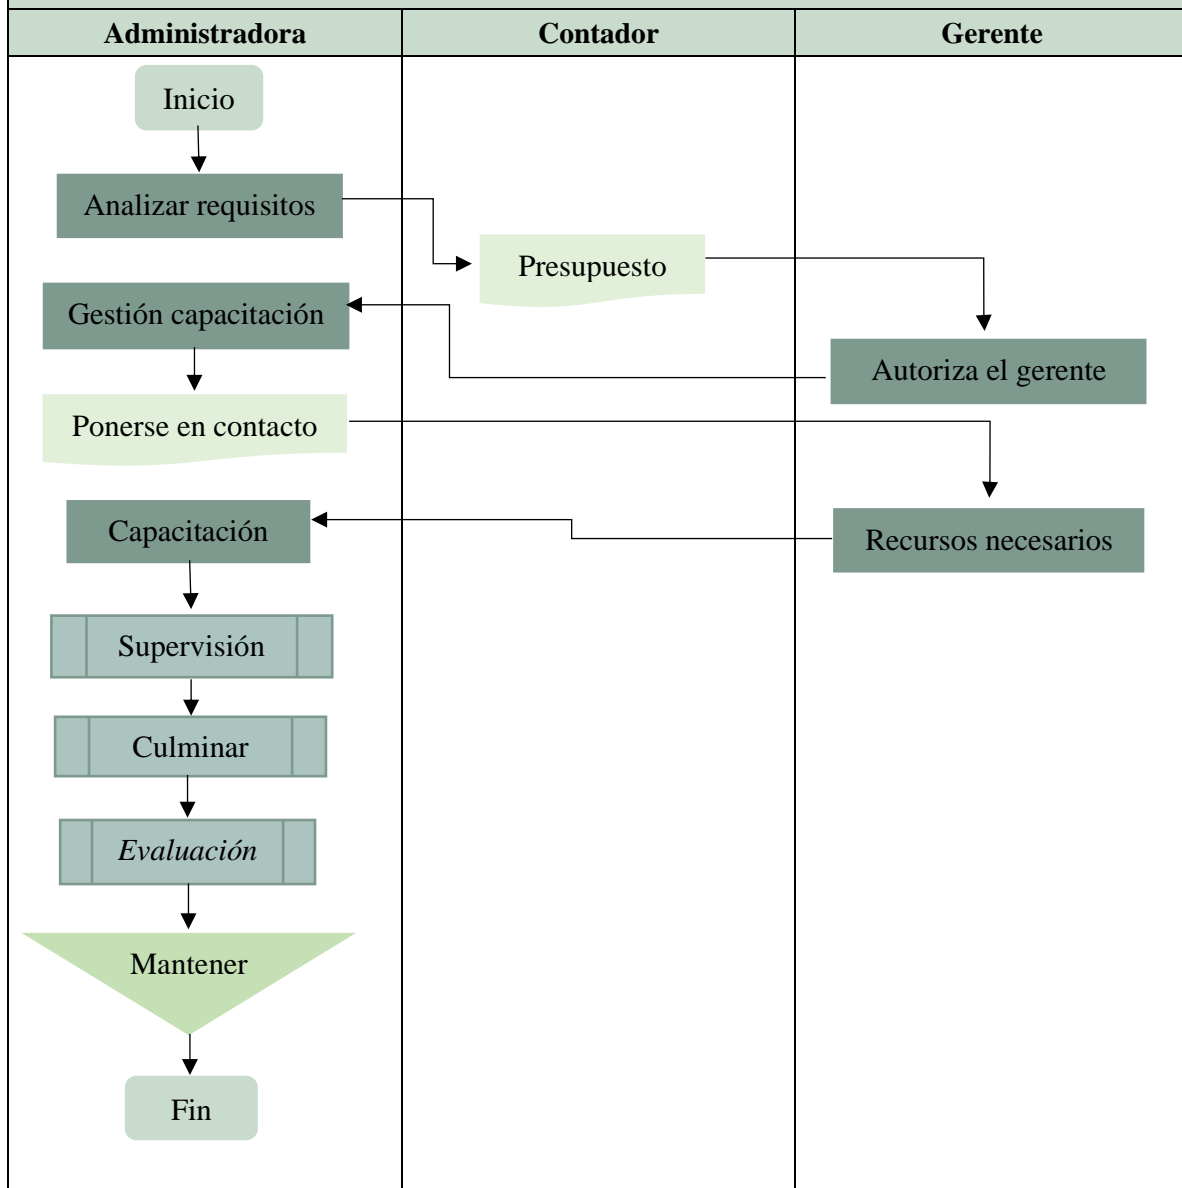 Administradora
Contador
Gerente
Inicio
Analizar requisitos
Presupuesto
Gestión capacitación
Autoriza el gerente
Ponerse en contacto
Capacitación
Recursos necesarios
Supervisión
Culminar
Evaluación
Mantener
Fin